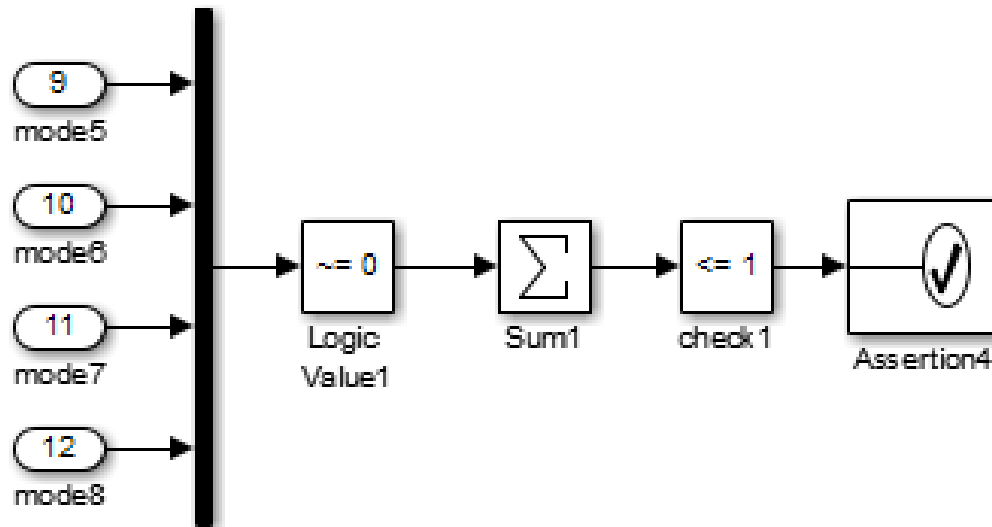 9
mode5
10
mode6
11
mode7
12
mode8
~= 0
Logic
Value1
Σ
Sum1
<= 1
check1
Assertion4